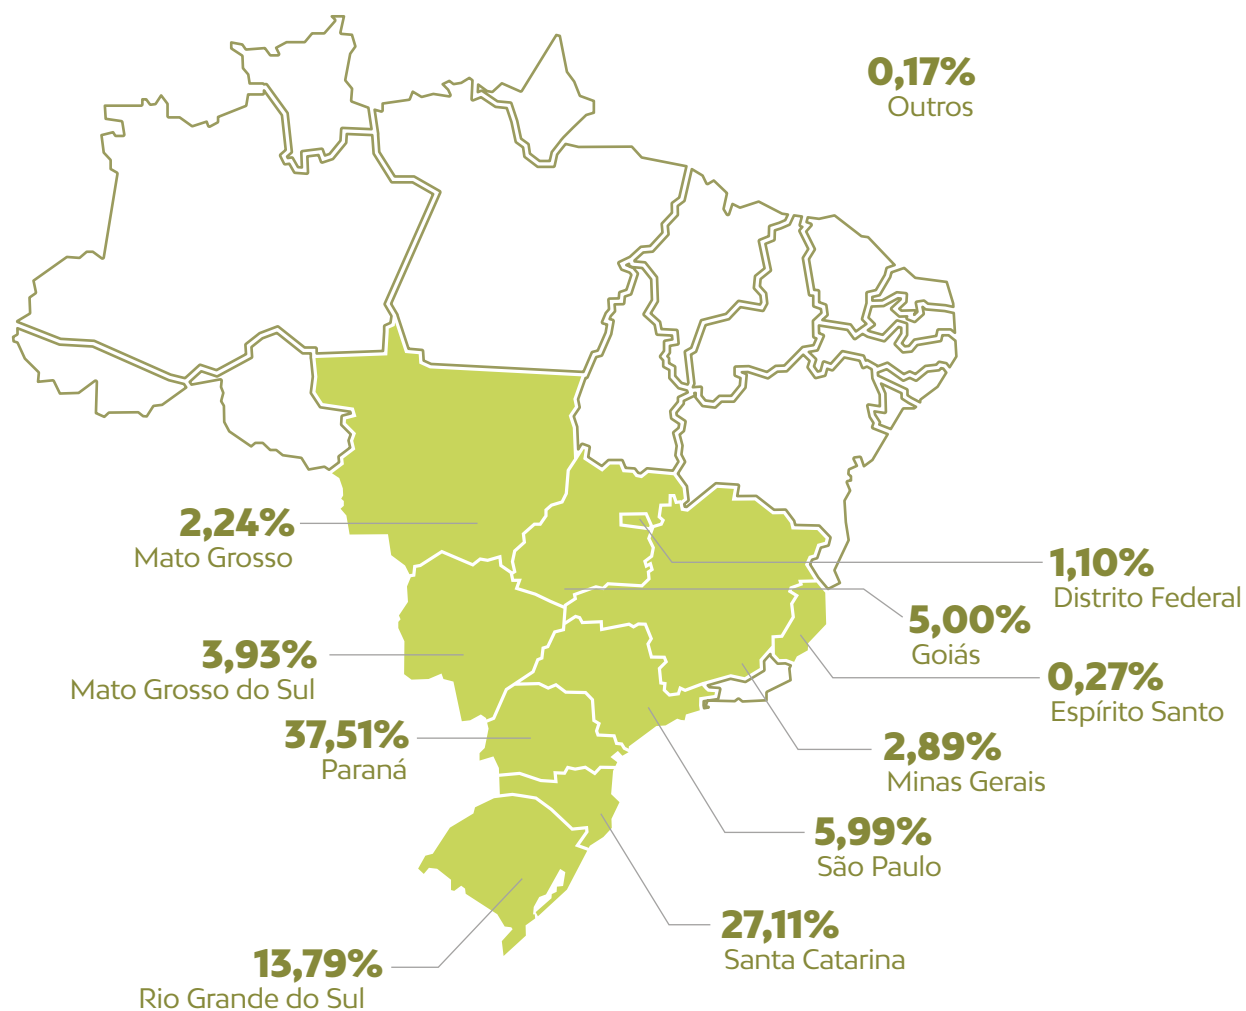 0,17%
Outros
2,24%
Mato Grosso
1,10%
Distrito Federal
5,00%
Goiás
3,93%
Mato Grosso do Sul
0,27%
Espírito Santo
37,51%
Paraná
2,89%
Minas Gerais
5,99%
São Paulo
27,11%
Santa Catarina
13,79%
Rio Grande do Sul